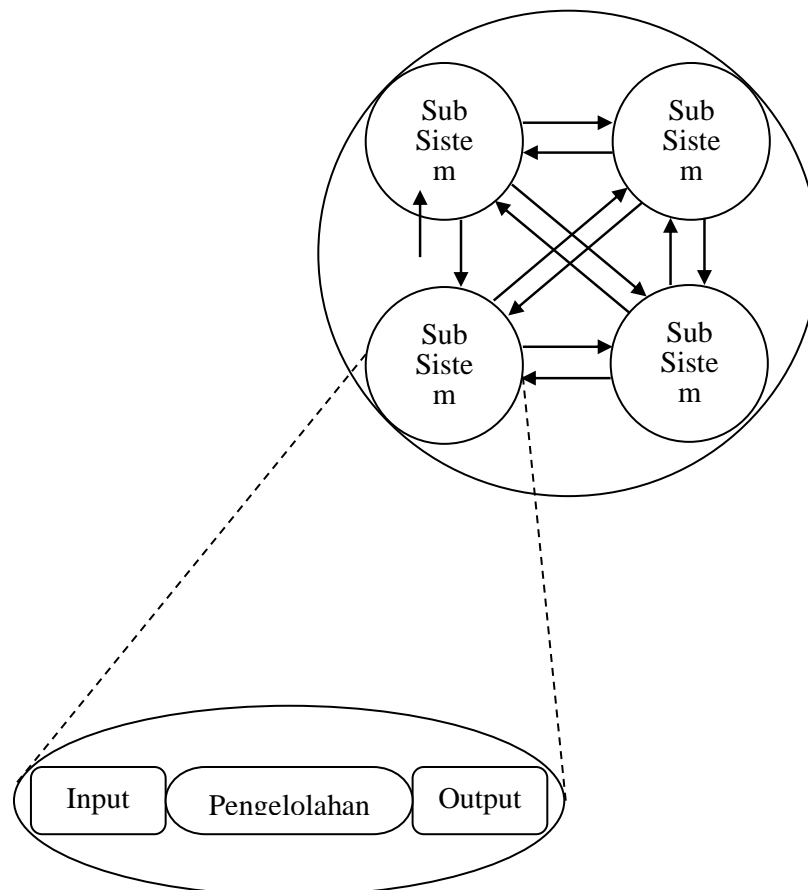 Sub
Siste
m
Sub
Siste
m
Sub
Siste
m
Sub
Siste
m
Input
Pengelolahan
Output